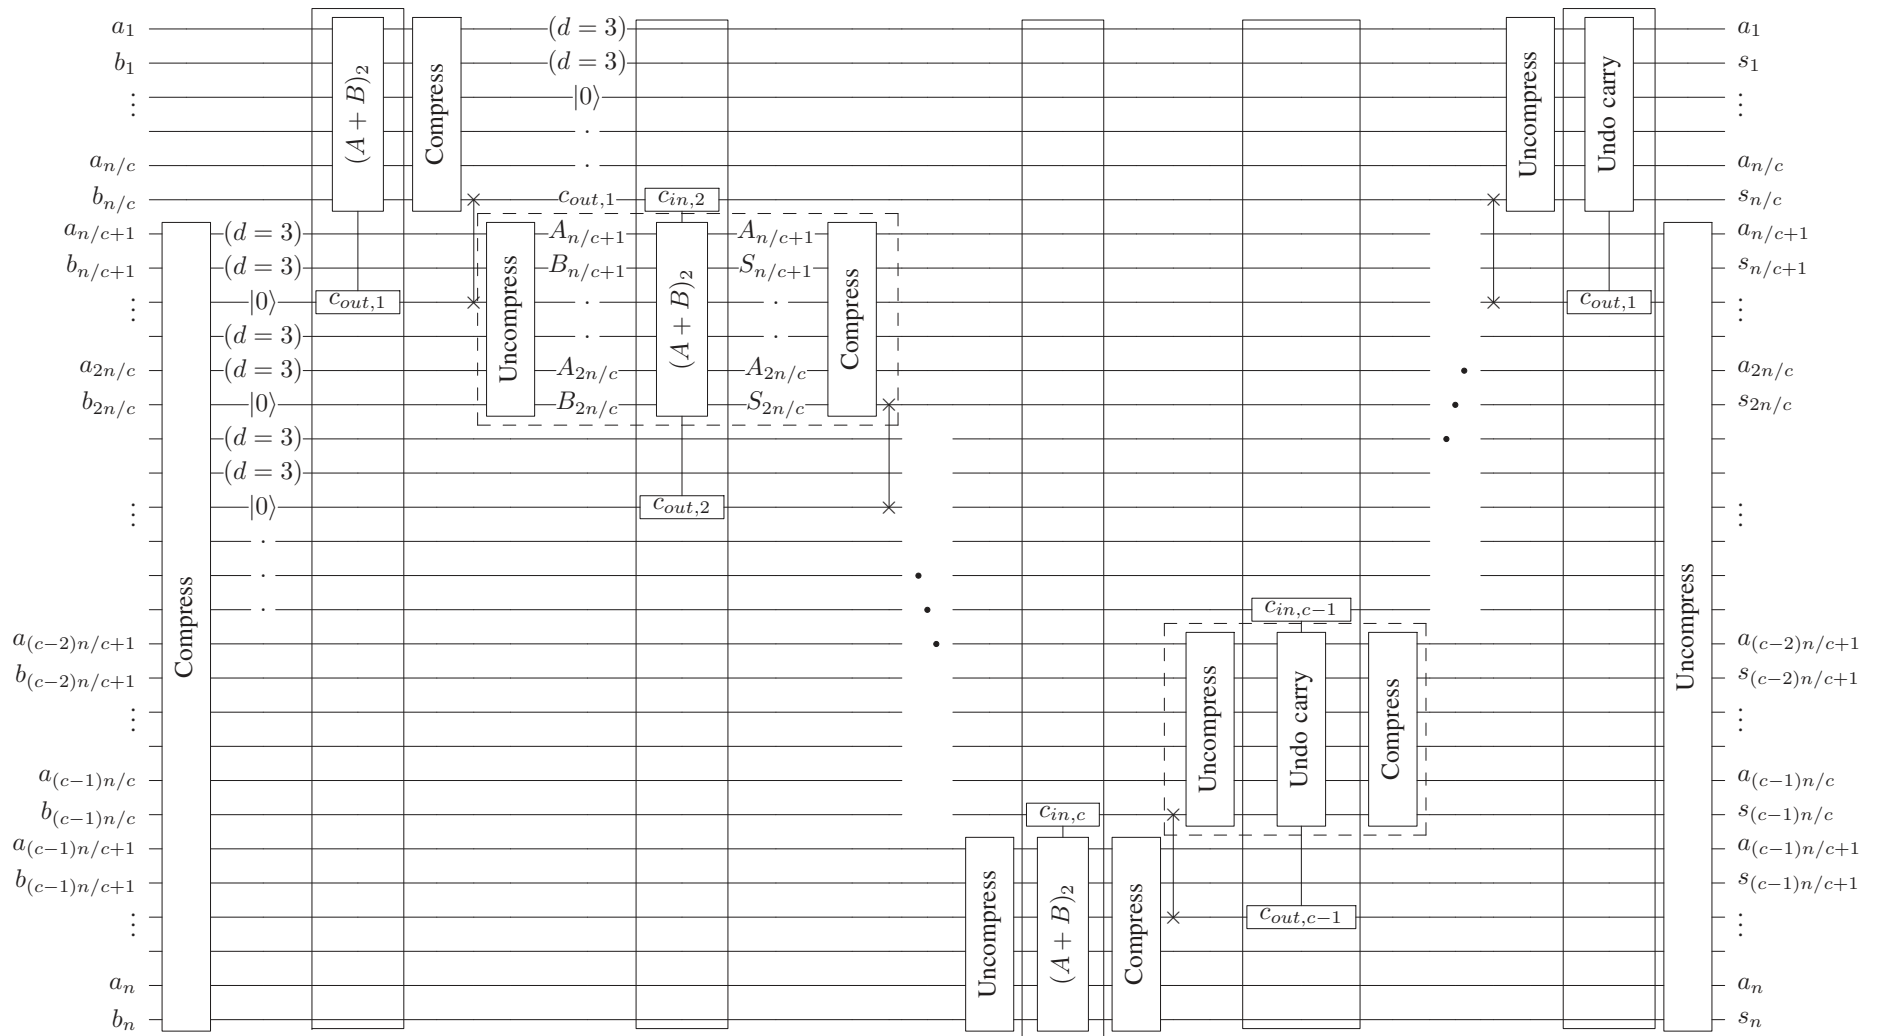 a_1 (A + B)_2 Compress (d = 3) Uncompress Undo carry a_1
b_1 (d = 3) s_1
⋮ |0⟩ ⋮
·
a_{n/c} · a_{n/c}
b_{n/c} c_{out,1} c_{in,2} s_{n/c}
a_{n/c+1} (d = 3) Uncompress A_{n/c+1} (A + B)_2 A_{n/c+1} Compress a_{n/c+1}
b_{n/c+1} (d = 3) B_{n/c+1} S_{n/c+1} s_{n/c+1}
⋮ |0⟩ c_{out,1} · · c_{out,1} ⋮
(d = 3) · ·
a_{2n/c} (d = 3) A_{2n/c} A_{2n/c} a_{2n/c}
b_{2n/c} |0⟩ B_{2n/c} S_{2n/c} s_{2n/c}
(d = 3)
(d = 3)
⋮ |0⟩ c_{out,2} ⋮
·
Compress · Uncompress
· c_{in,c−1}
a_{(c−2)n/c+1} Uncompress Undo carry Compress a_{(c−2)n/c+1}
b_{(c−2)n/c+1} s_{(c−2)n/c+1}
⋮ ⋮
a_{(c−1)n/c} a_{(c−1)n/c}
b_{(c−1)n/c} c_{in,c} s_{(c−1)n/c}
a_{(c−1)n/c+1} Uncompress (A + B)_2 Compress a_{(c−1)n/c+1}
b_{(c−1)n/c+1} s_{(c−1)n/c+1}
⋮ c_{out,c−1} ⋮
a_n a_n
b_n s_n